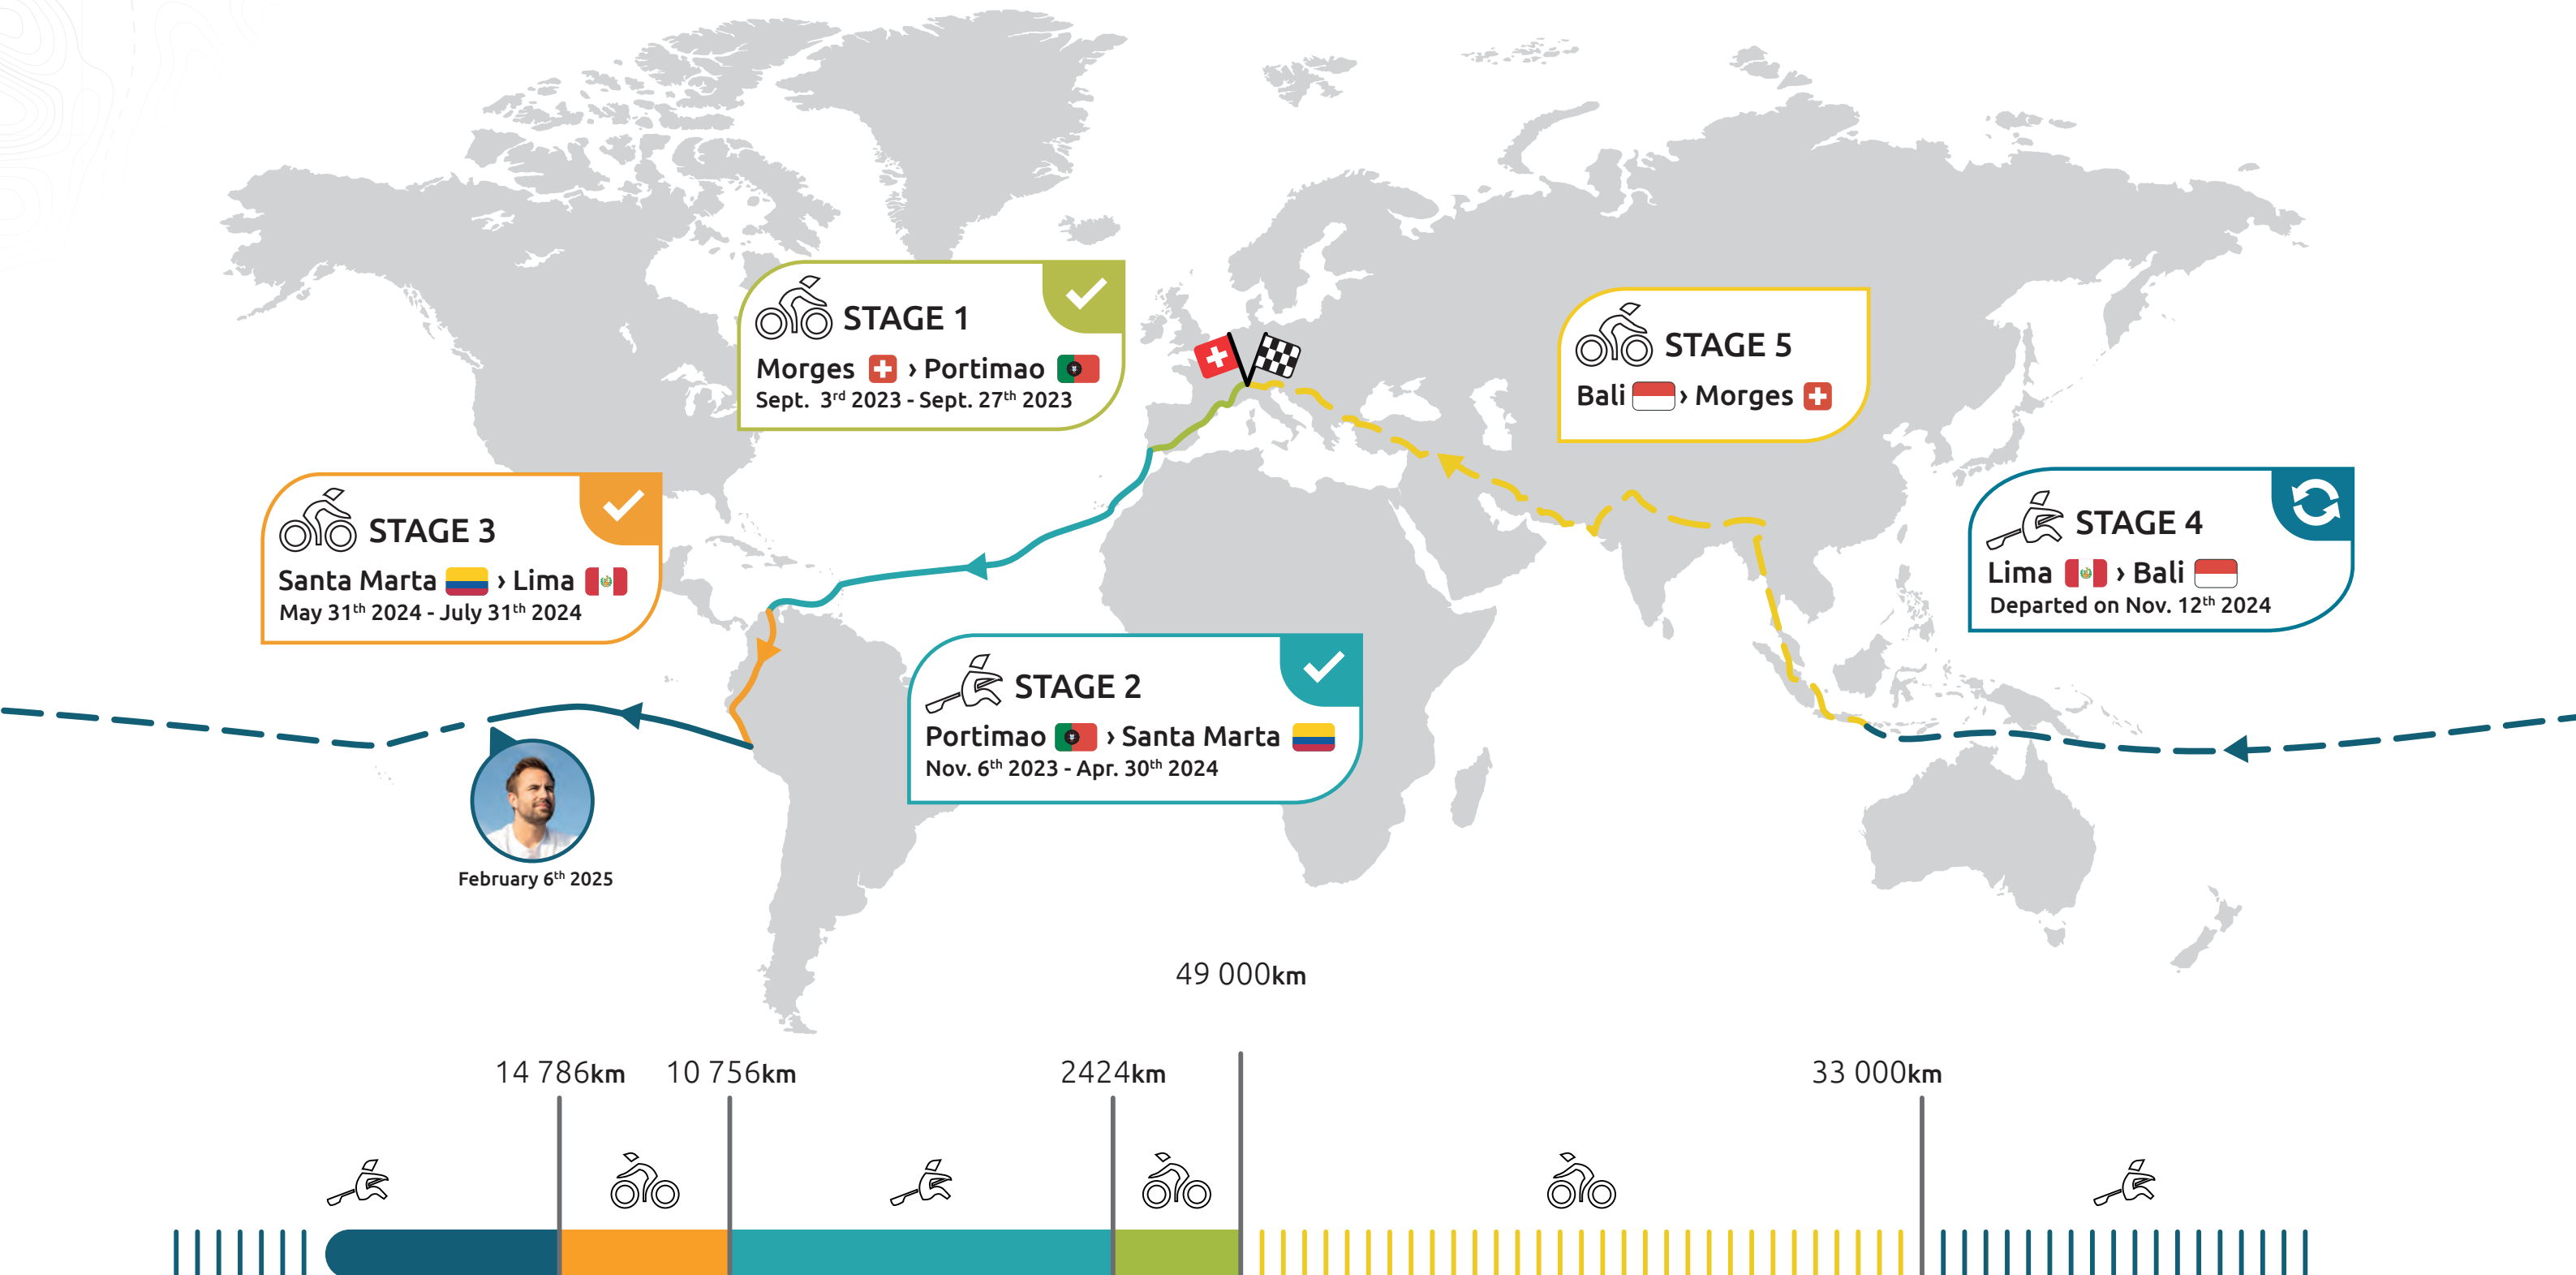 STAGE 1
Morges › Portimao
Sept. 3rd 2023 - Sept. 27th 2023
STAGE 5
Bali › Morges
STAGE 3
Santa Marta › Lima
May 31th 2024 - July 31th 2024
STAGE 4
Lima › Bali
Departed on Nov. 12th 2024
STAGE 2
Portimao › Santa Marta
Nov. 6th 2023 - Apr. 30th 2024
February 6th 2025
49 000km
14 786km
10 756km
2424km
33 000km